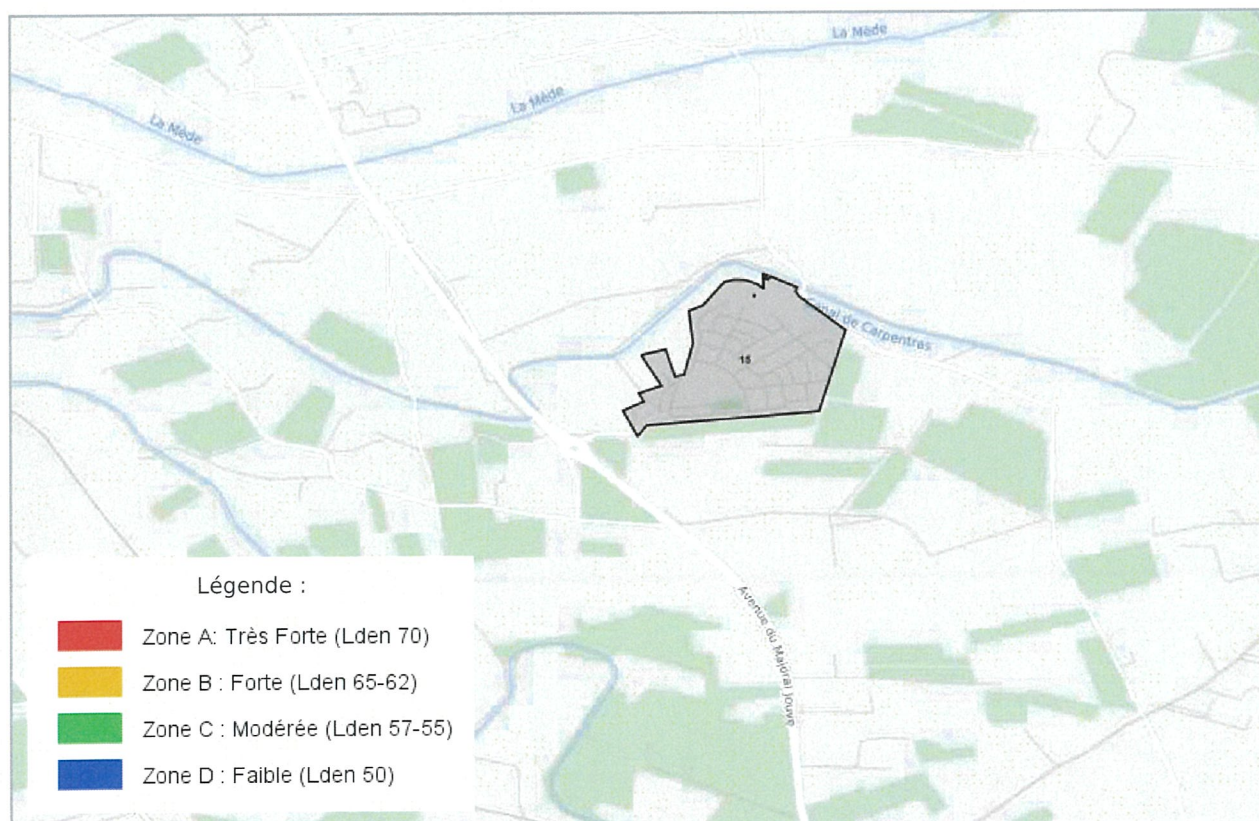 La Mède
La Mède
La Mède
Canal de Carpentras
15
Avenue du Majoral Jouve
Légende :
Zone A: Très Forte (Lden 70)
Zone B : Forte (Lden 65-62)
Zone C : Modérée (Lden 57-55)
Zone D : Faible (Lden 50)